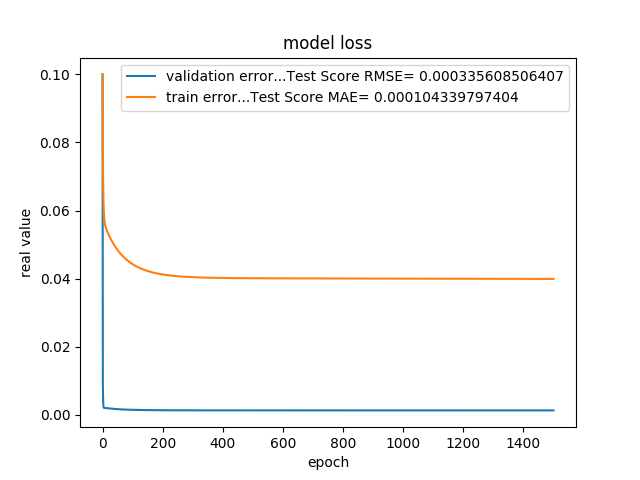 model loss
validation error...Test Score RMSE= 0.000335608506407
train error...Test Score MAE= 0.000104339797404
0.10
0.08
0.06
0.04
0.02
0.00
real value
0 200 400 600 800 1000 1200 1400
epoch